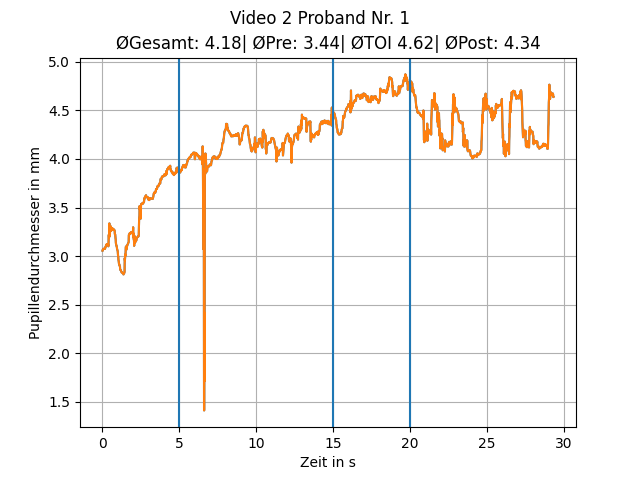 Video 2 Proband Nr. 1
ØGesamt: 4.18| ØPre: 3.44| ØTOI 4.62| ØPost: 4.34
5.0
4.5
4.0
3.5
3.0
2.5
2.0
1.5
Pupillendurchmesser in mm
0 5 10 15 20 25 30
Zeit in s